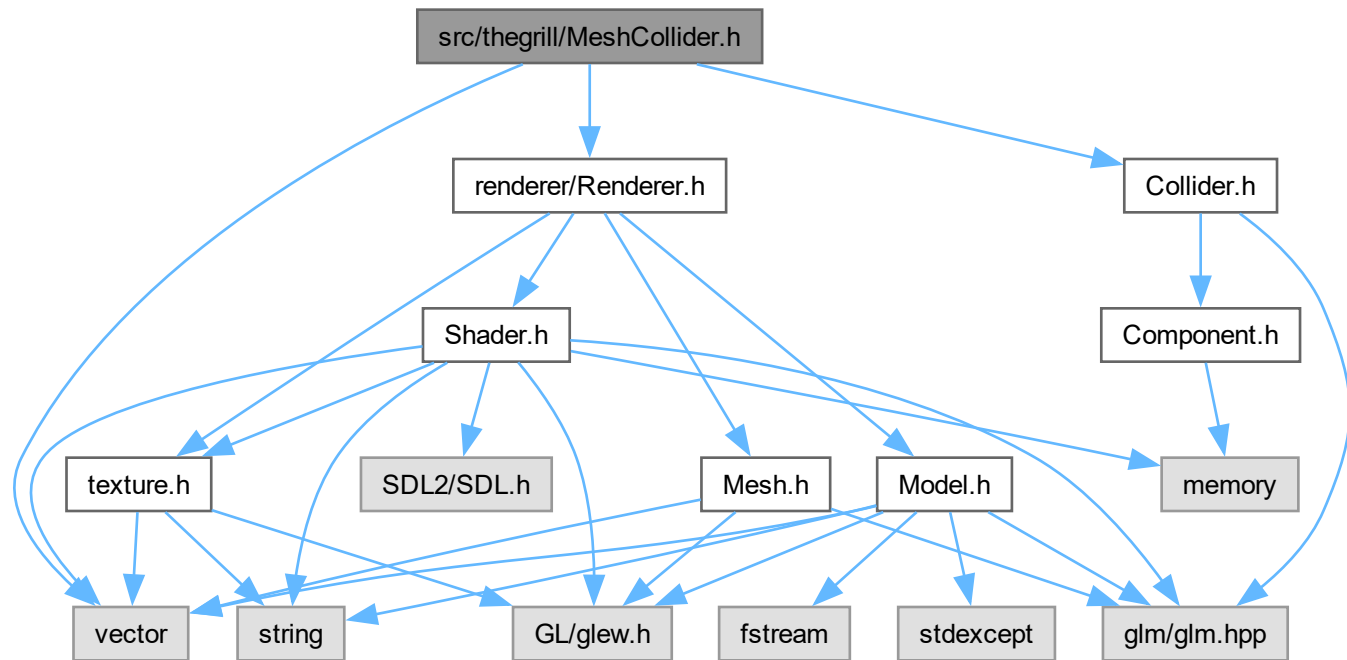 src/thegrill/MeshCollider.h
renderer/Renderer.h
Collider.h
Shader.h
Component.h
texture.h
SDL2/SDL.h
Mesh.h
Model.h
memory
vector
string
GL/glew.h
fstream
stdexcept
glm/glm.hpp